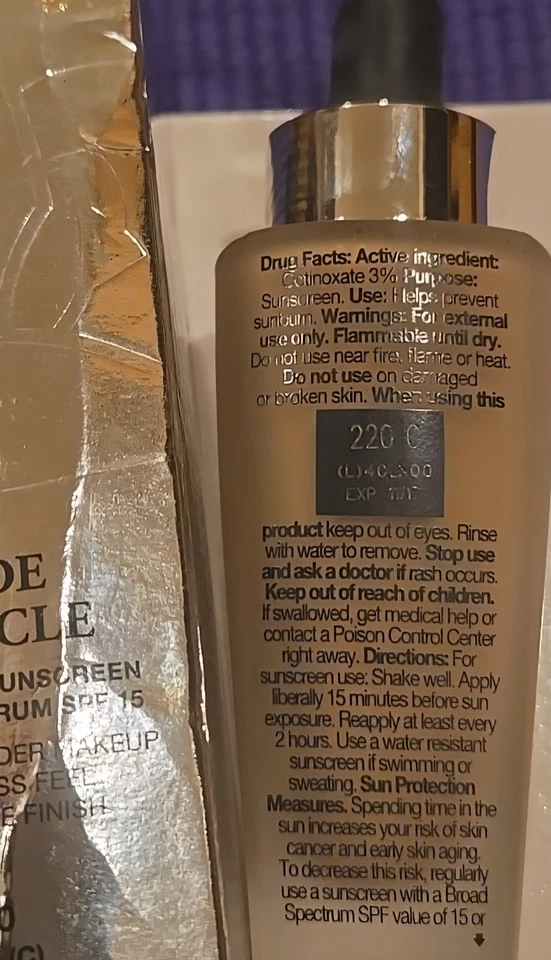 DE
CLE
UNSCREEN
RUM SPF 15
DER MAKEUP
SS FEEL
E FINISH
0
(C)
Drug Facts: Active ingredient:
Octinoxate 3% Purpose:
Sunscreen. Use: Helps prevent
sunburn. Warnings: For external
use only. Flammable until dry.
Do not use near fire, flame or heat.
Do not use on damaged
or broken skin. When using this
220 C
EXP 11/17
product keep out of eyes. Rinse
with water to remove. Stop use
and ask a doctor if rash occurs.
Keep out of reach of children.
If swallowed, get medical help or
contact a Poison Control Center
right away. Directions: For
sunscreen use: Shake well. Apply
liberally 15 minutes before sun
exposure. Reapply at least every
2 hours. Use a water resistant
sunscreen if swimming or
sweating. Sun Protection
Measures. Spending time in the
sun increases your risk of skin
cancer and early skin aging.
To decrease this risk, regularly
use a sunscreen with a Broad
Spectrum SPF value of 15 or